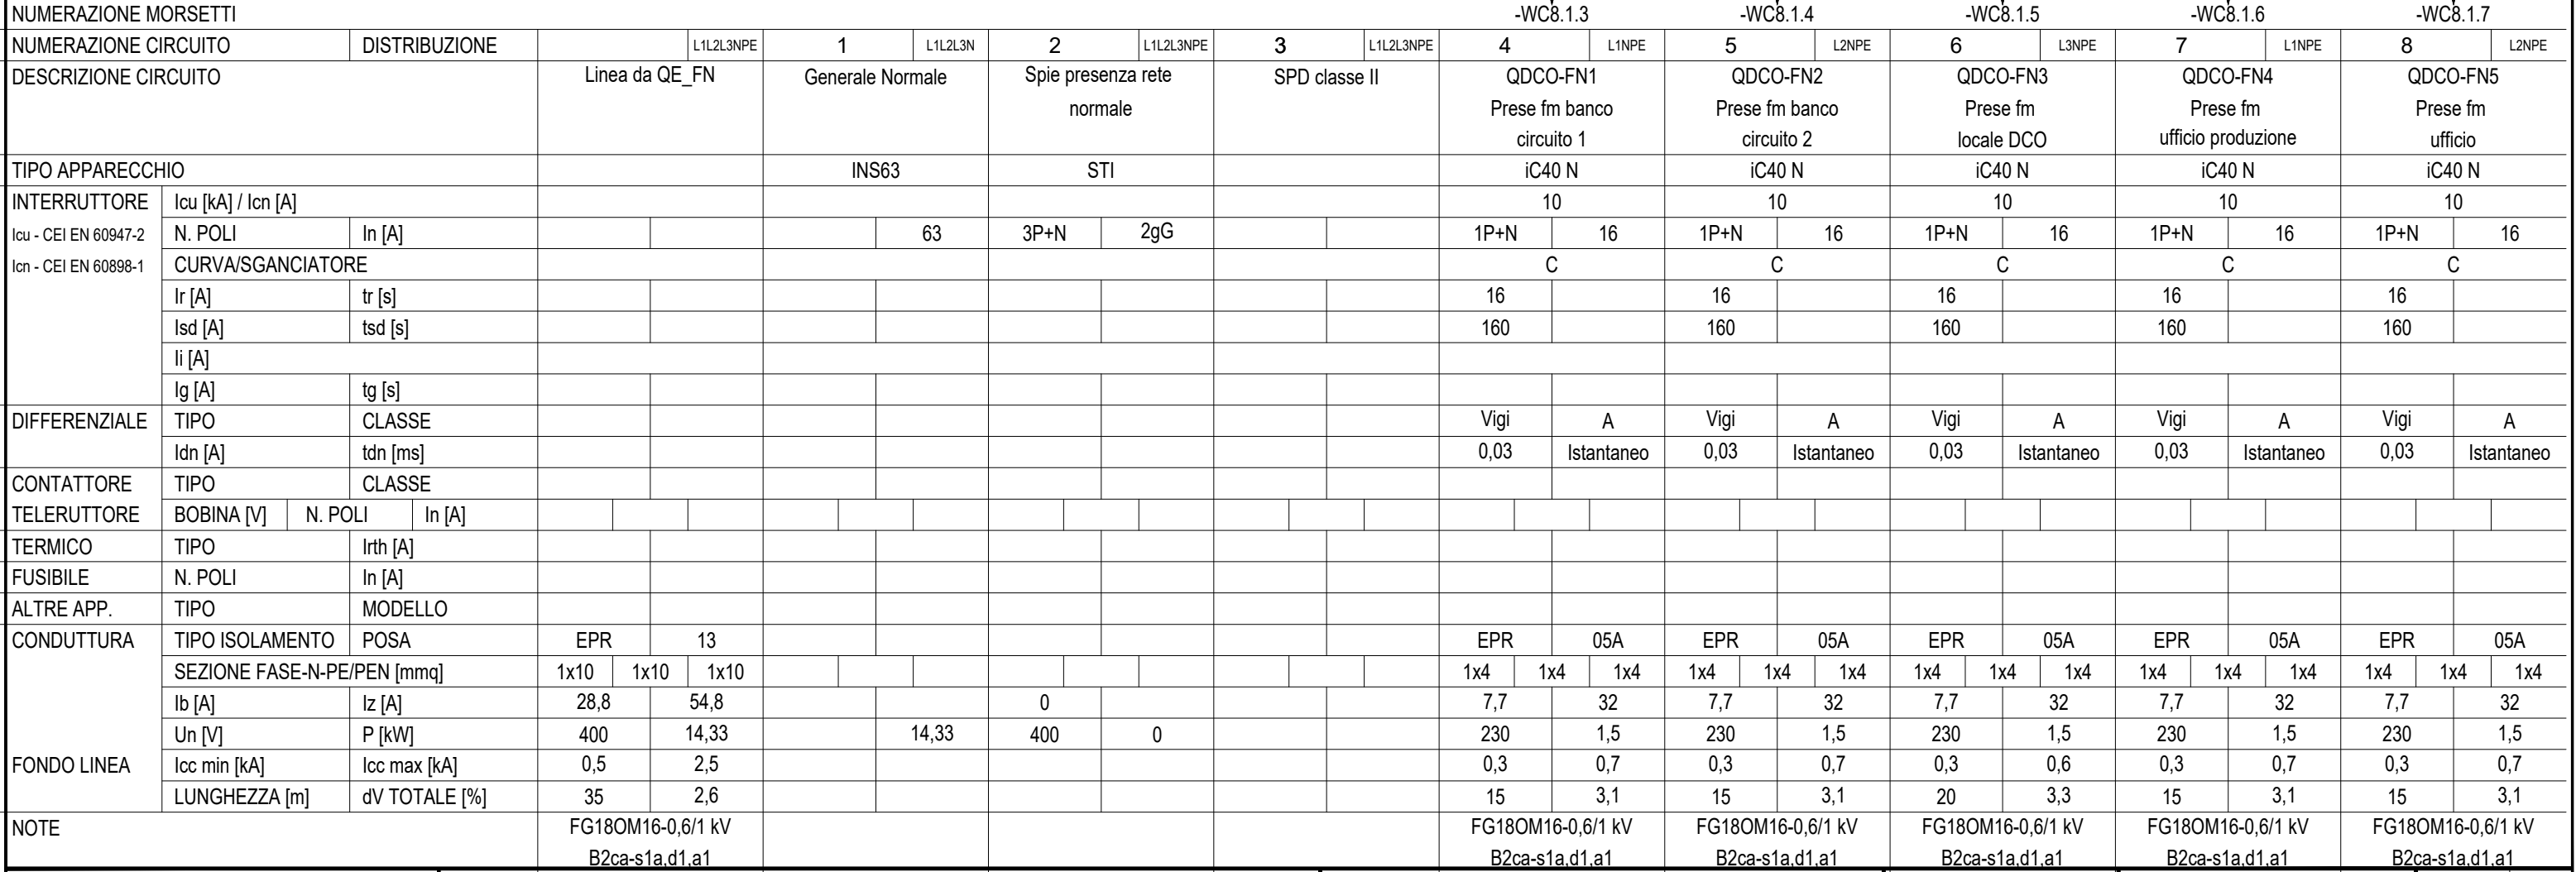 NUMERAZIONE MORSETTI -WC8.1.3 -WC8.1.4 -WC8.1.5 -WC8.1.6 -WC8.1.7
NUMERAZIONE CIRCUITO DISTRIBUZIONE L1L2L3NPE 1 L1L2L3N 2 L1L2L3NPE 3 L1L2L3NPE 4 L1NPE 5 L2NPE 6 L3NPE 7 L1NPE 8 L2NPE
DESCRIZIONE CIRCUITO Linea da QE_FN Generale Normale Spie presenza rete SPD classe II QDCO-FN1 QDCO-FN2 QDCO-FN3 QDCO-FN4 QDCO-FN5
normale Prese fm banco Prese fm banco Prese fm Prese fm Prese fm
circuito 1 circuito 2 locale DCO ufficio produzione ufficio
TIPO APPARECCHIO INS63 STI iC40 N iC40 N iC40 N iC40 N iC40 N
INTERRUTTORE Icu [kA] / Icn [A] 10 10 10 10 10
Icu - CEI EN 60947-2 N. POLI In [A] 63 3P+N 2gG 1P+N 16 1P+N 16 1P+N 16 1P+N 16 1P+N 16
Icn - CEI EN 60898-1 CURVA/SGANCIATORE C C C C C
Ir [A] tr [s] 16 16 16 16 16
Isd [A] tsd [s] 160 160 160 160 160
Ii [A]
Ig [A] tg [s]
DIFFERENZIALE TIPO CLASSE Vigi A Vigi A Vigi A Vigi A Vigi A
Idn [A] tdn [ms] 0,03 Istantaneo 0,03 Istantaneo 0,03 Istantaneo 0,03 Istantaneo 0,03 Istantaneo
CONTATTORE TIPO CLASSE
TELERUTTORE BOBINA [V] N. POLI In [A]
TERMICO TIPO Irth [A]
FUSIBILE N. POLI In [A]
ALTRE APP. TIPO MODELLO
CONDUTTURA TIPO ISOLAMENTO POSA EPR 13 EPR 05A EPR 05A EPR 05A EPR 05A EPR 05A
SEZIONE FASE-N-PE/PEN [mmq] 1x10 1x10 1x10 1x4 1x4 1x4 1x4 1x4 1x4 1x4 1x4 1x4 1x4 1x4 1x4 1x4 1x4 1x4
Ib [A] Iz [A] 28,8 54,8 0 7,7 32 7,7 32 7,7 32 7,7 32 7,7 32
Un [V] P [kW] 400 14,33 14,33 400 0 230 1,5 230 1,5 230 1,5 230 1,5 230 1,5
FONDO LINEA Icc min [kA] Icc max [kA] 0,5 2,5 0,3 0,7 0,3 0,7 0,3 0,6 0,3 0,7 0,3 0,7
LUNGHEZZA [m] dV TOTALE [%] 35 2,6 15 3,1 15 3,1 20 3,3 15 3,1 15 3,1
NOTE FG18OM16-0,6/1 kV FG18OM16-0,6/1 kV FG18OM16-0,6/1 kV FG18OM16-0,6/1 kV FG18OM16-0,6/1 kV FG18OM16-0,6/1 kV
B2ca-s1a,d1,a1 B2ca-s1a,d1,a1 B2ca-s1a,d1,a1 B2ca-s1a,d1,a1 B2ca-s1a,d1,a1 B2ca-s1a,d1,a1